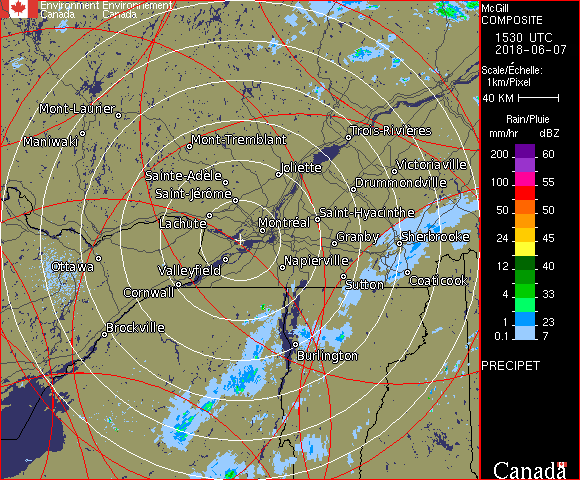 Environment Environnement
Canada Canada
McGill
COMPOSITE
1530 UTC
2018-06-07
Scale/Échelle:
1km/Pixel
40 KM
Rain/Pluie
mm/hr dBZ
200 60
100 55
50 50
24 45
12 40
4 33
1 23
0.1 7
PRECIPET
Canada
Mont-Laurier
Maniwaki
Mont-Tremblant
Trois-Rivières
Sainte-Adèle
Joliette
Victoriaville
Saint-Jérôme
Drummondville
Lachute
Montréal
Saint-Hyacinthe
Granby
Sherbrooke
Ottawa
Valleyfield
Napierville
Cornwall
Sutton
Coaticook
Brockville
Burlington